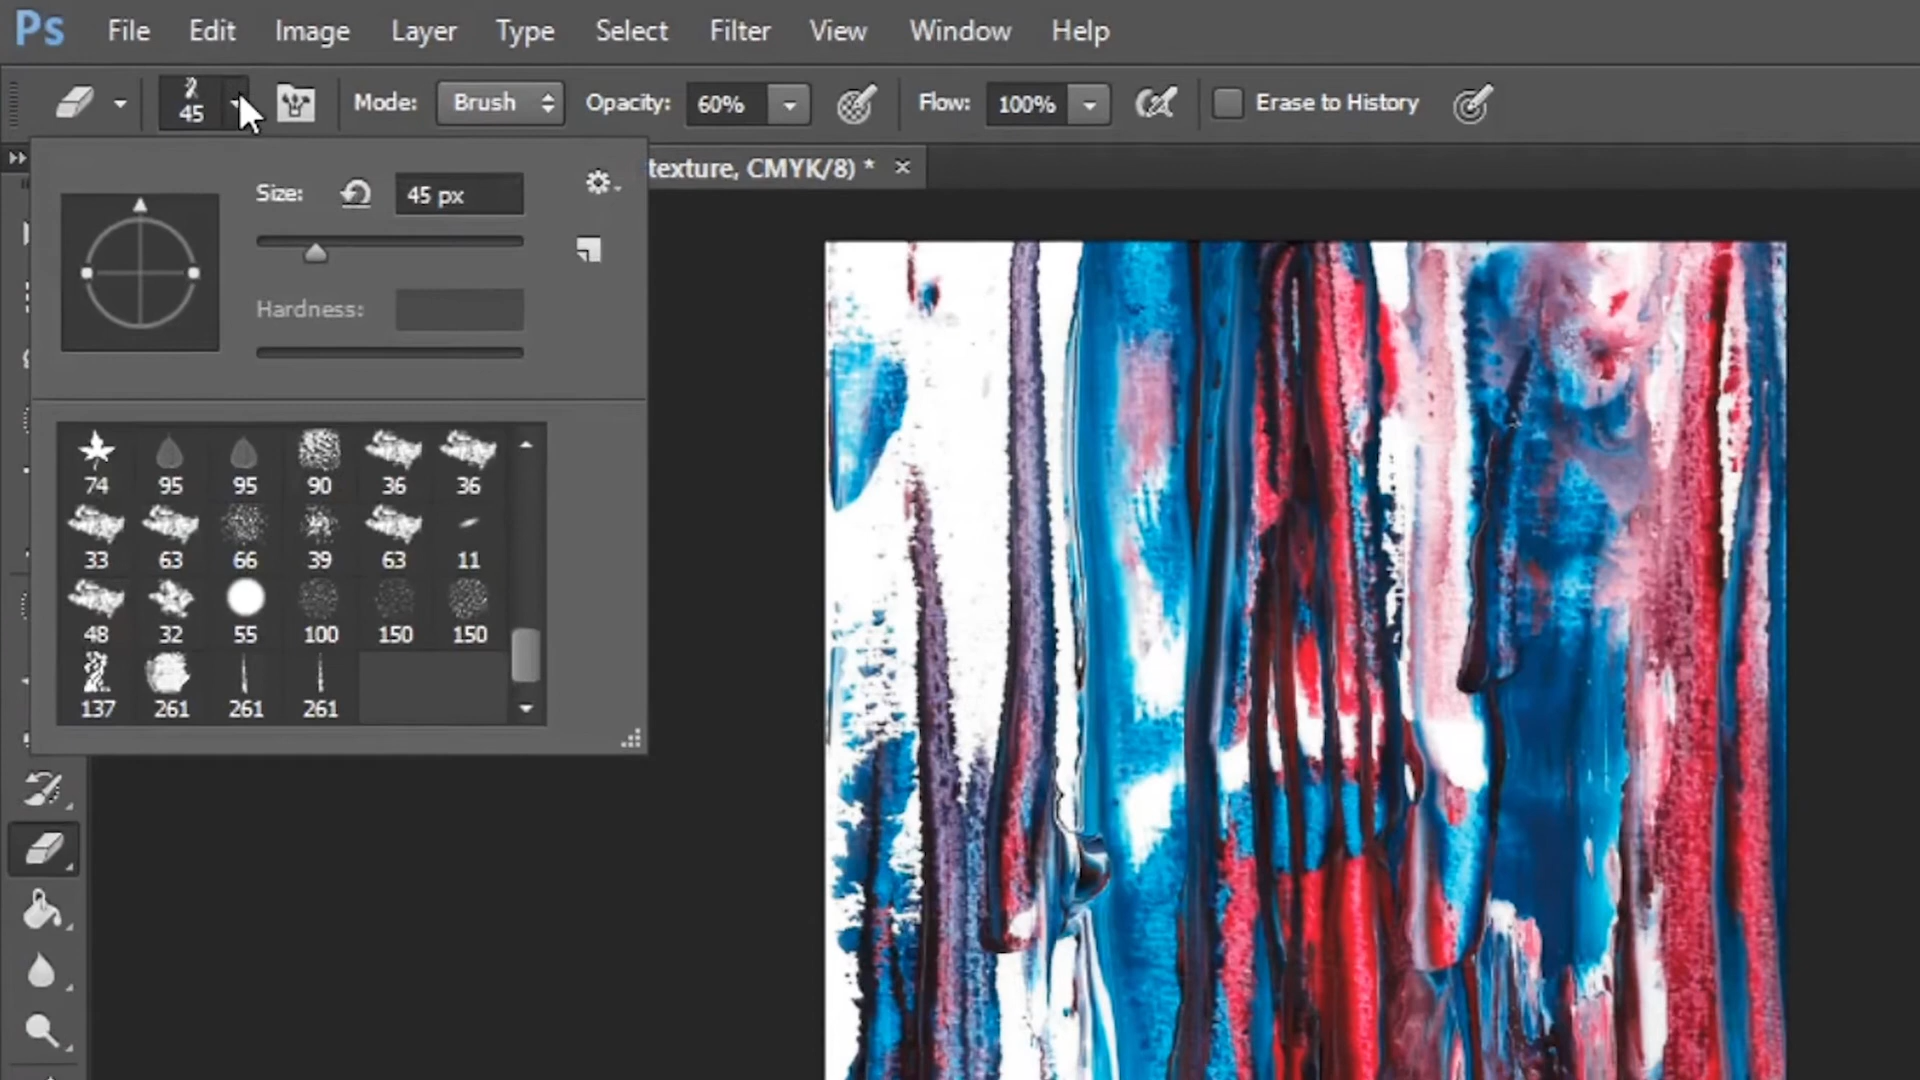 Ps File Edit Image Layer Type Select Filter View Window Help
45 Mode: Brush Opacity: 60% Flow: 100% Erase to History
texture, CMYK/8) * ×
Size: 45 px
Hardness:
74 95 95 90 36 36
33 63 66 39 63 11
48 32 55 100 150 150
137 261 261 261